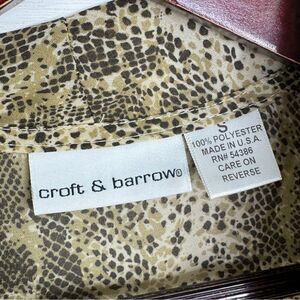 croft & barrow®
S
100% POLYESTER
MADE IN U.S.A.
RN# 54386
CARE ON
REVERSE